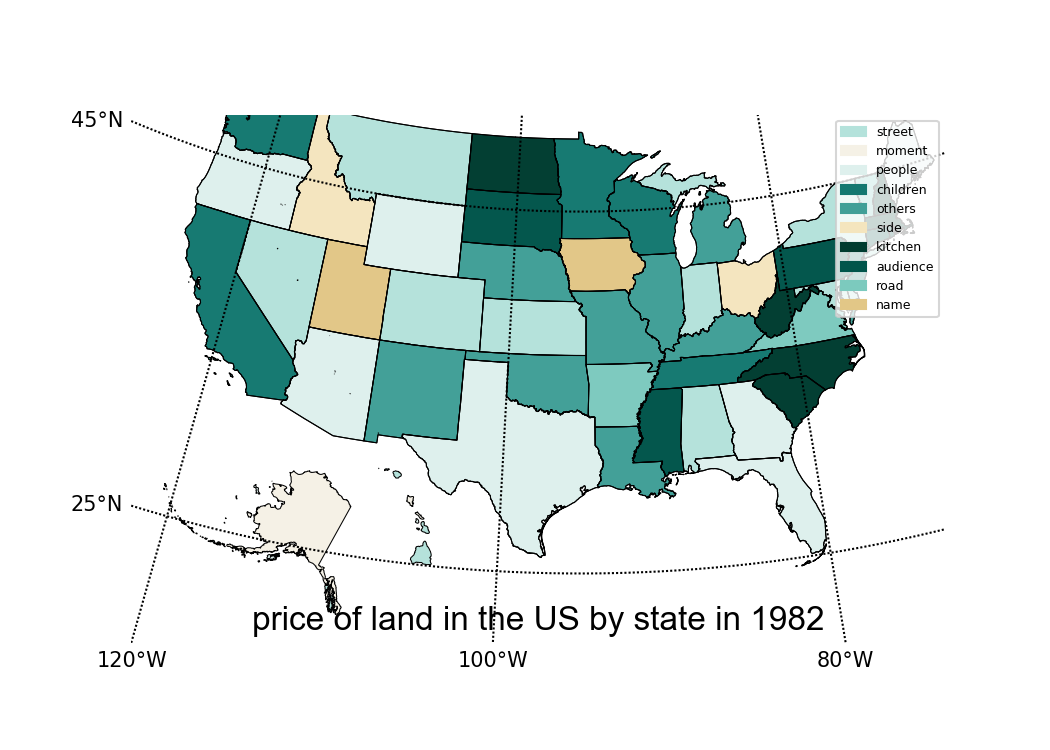 45°N
street
moment
people
children
others
side
kitchen
audience
road
name
25°N
price of land in the US by state in 1982
120°W 100°W 80°W